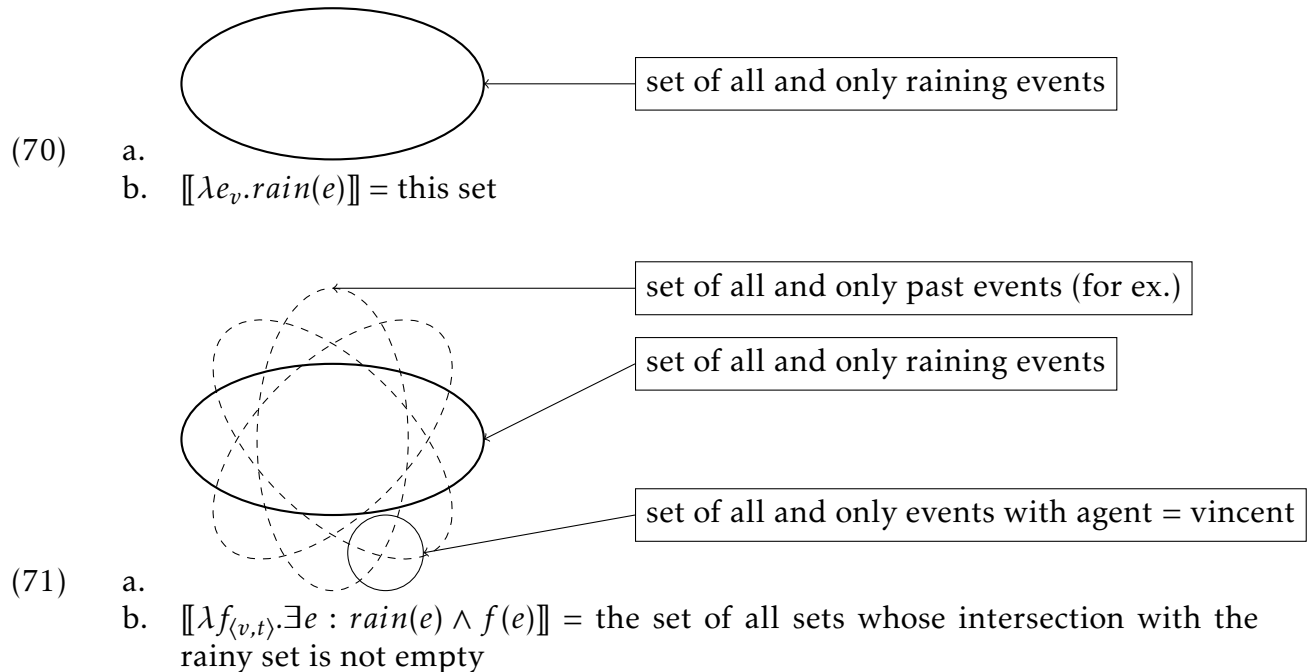 set of all and only raining events
(70) a.
b. ⟦λe_v.rain(e)⟧ = this set
set of all and only past events (for ex.)
set of all and only raining events
set of all and only events with agent = vincent
(71) a.
b. ⟦λf_⟨v,t⟩.∃e : rain(e) ∧ f(e)⟧ = the set of all sets whose intersection with the
rainy set is not empty